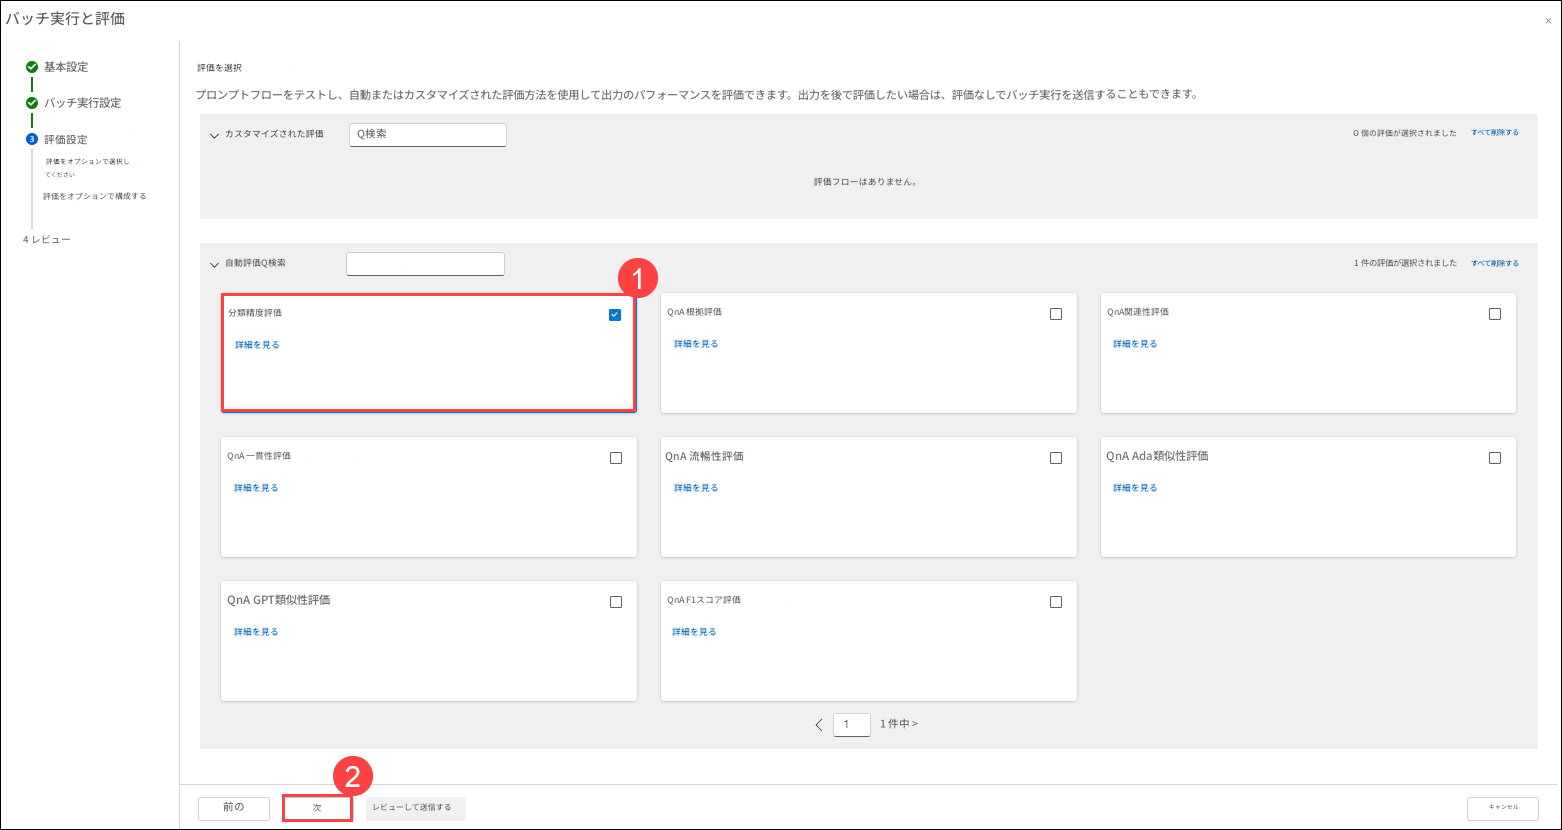 バッチ実行と評価
×
基本設定
バッチ実行設定
3 評価設定
評価をオプションで選択し
てください
評価をオプションで構成する
4 レビュー
評価を選択
プロンプトフローをテストし、自動またはカスタマイズされた評価方法を使用して出力のパフォーマンスを評価できます。出力を後で評価したい場合は、評価なしでバッチ実行を送信することもできます。
カスタマイズされた評価 Q検索 0 個の評価が選択されました すべて削除する
評価フローはありません。
自動評価Q検索 1 件の評価が選択されました すべて削除する
1
分類精度評価
詳細を見る
QnA 根拠評価
詳細を見る
QnA関連性評価
詳細を見る
QnA 一貫性評価
詳細を見る
QnA 流暢性評価
詳細を見る
QnA Ada類似性評価
詳細を見る
QnA GPT類似性評価
詳細を見る
QnA F1スコア評価
詳細を見る
1 1 件中 >
2
前の 次 レビューして送信する キャンセル